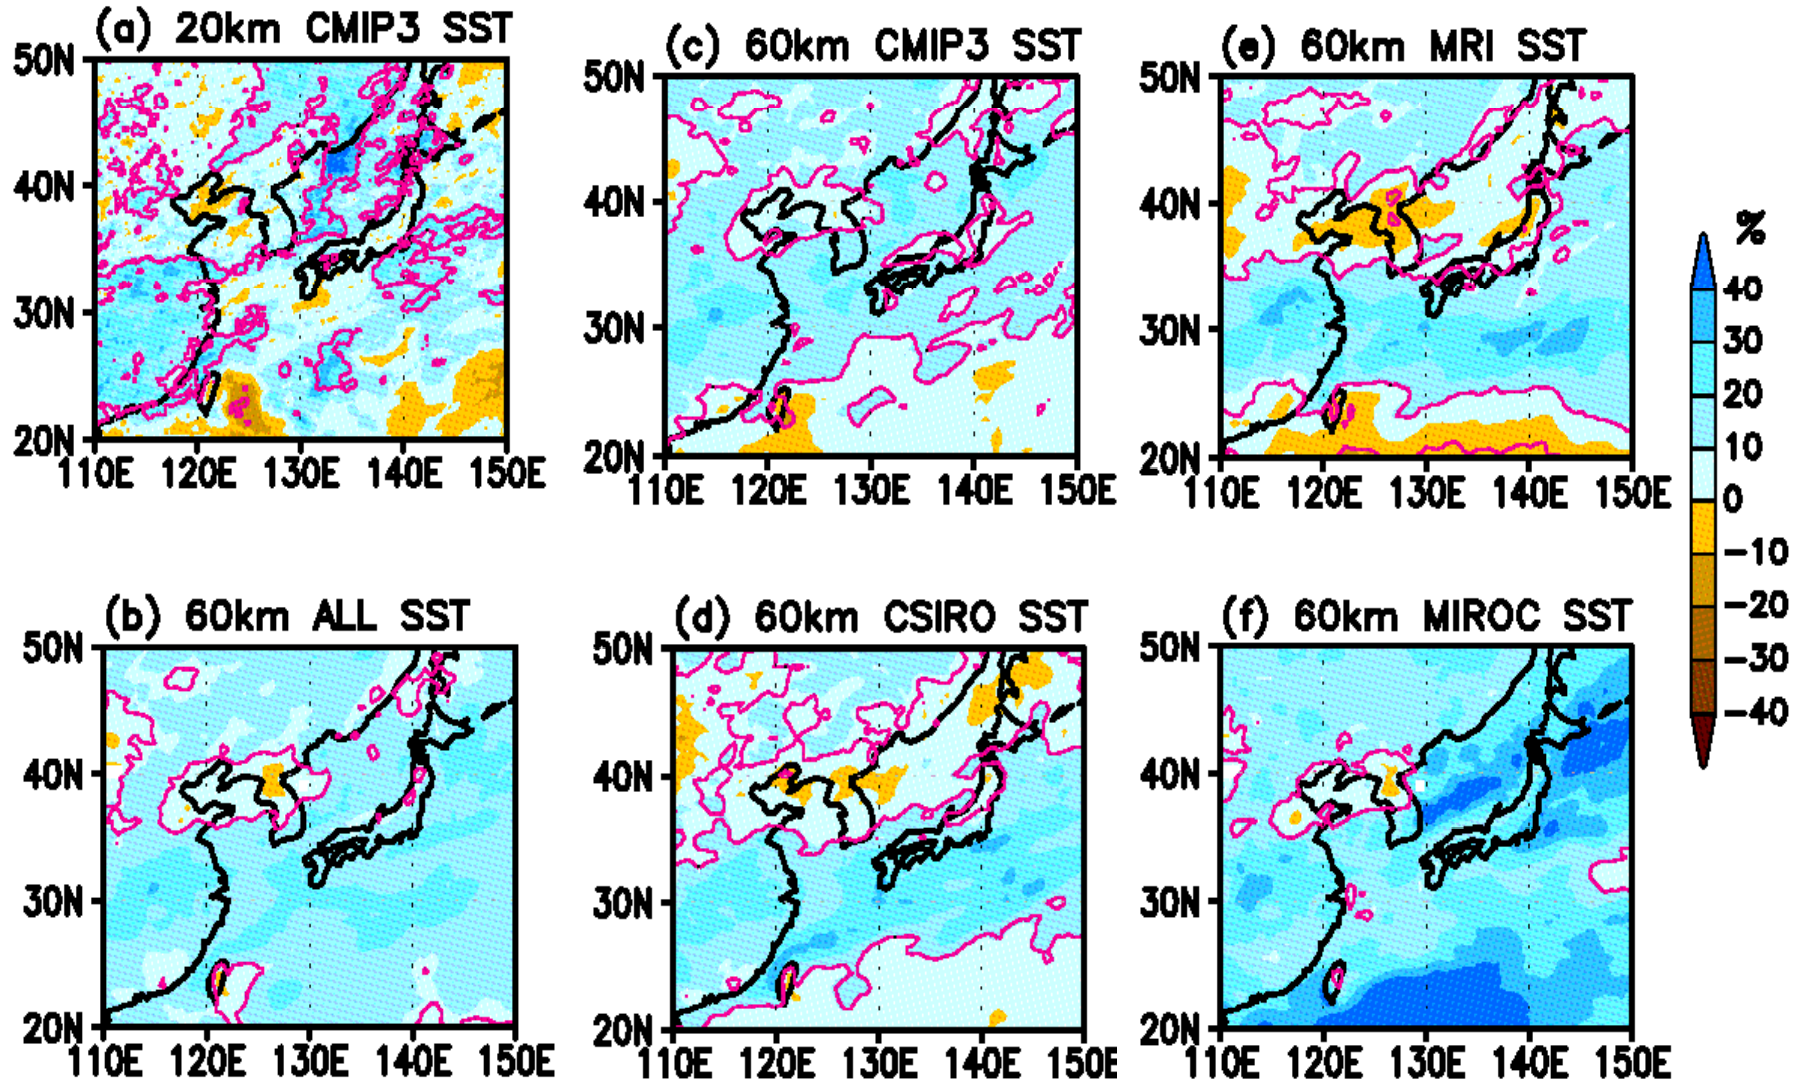 (a) 20km CMIP3 SST
50N
40N
30N
20N
110E 120E 130E 140E 150E
(c) 60km CMIP3 SST
50N
40N
30N
20N
110E 120E 130E 140E 150E
(e) 60km MRI SST
50N
40N
30N
20N
110E 120E 130E 140E 150E
(b) 60km ALL SST
50N
40N
30N
20N
110E 120E 130E 140E 150E
(d) 60km CSIRO SST
50N
40N
30N
20N
110E 120E 130E 140E 150E
(f) 60km MIROC SST
50N
40N
30N
20N
110E 120E 130E 140E 150E
%
40
30
20
10
0
-10
-20
-30
-40